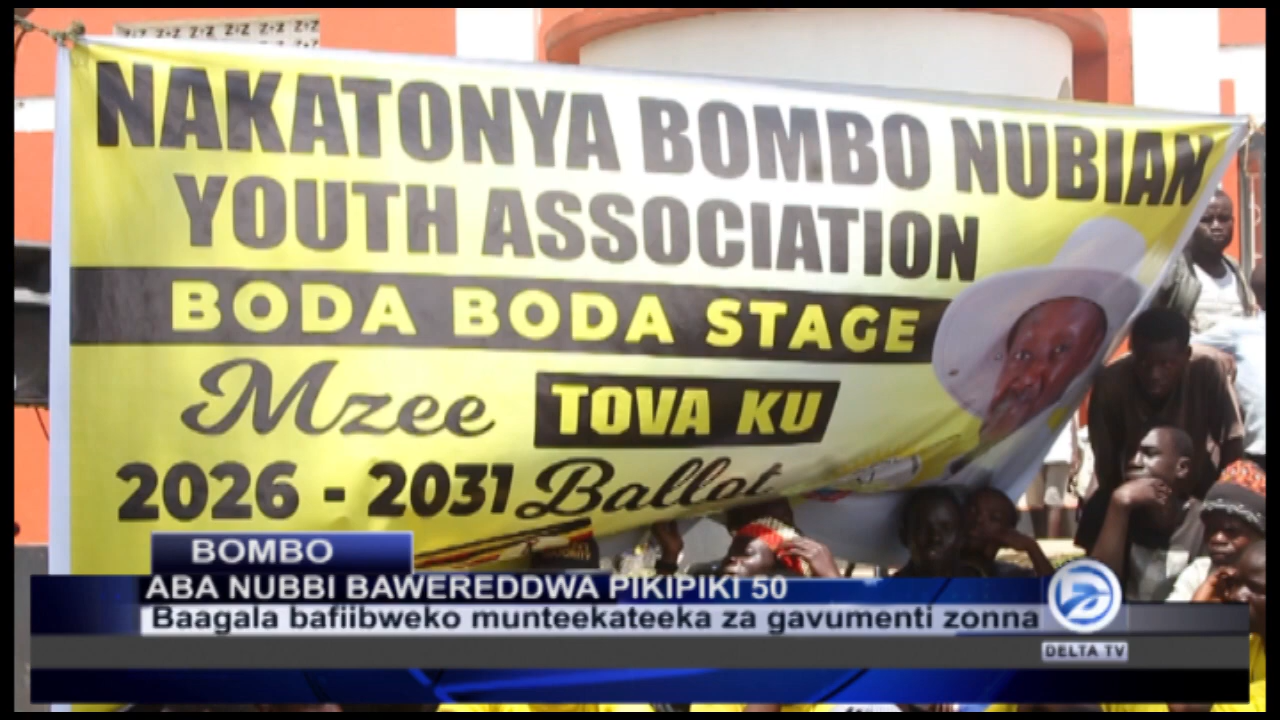 NAKATONYA BOMBO NUBIAN
YOUTH ASSOCIATION
BODA BODA STAGE
Mzee TOVA KU
2026 - 2031 Ballot
BOMBO
ABA NUBBI BAWEREDDWA PIKIPIKI 50
Baagala bafiibweko munteekateeka za gavumenti zonna
DELTA TV